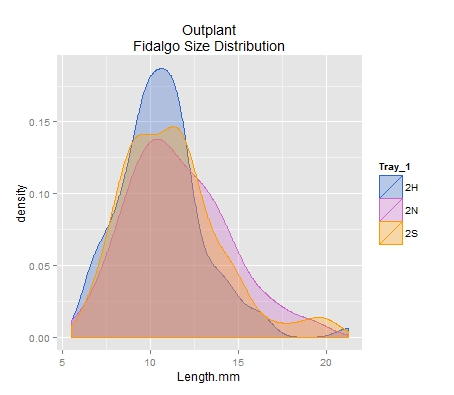 Outplant
Fidalgo Size Distribution
density
0.15
0.10
0.05
0.00
5
10
15
20
Length.mm
Tray_1
2H
2N
2S